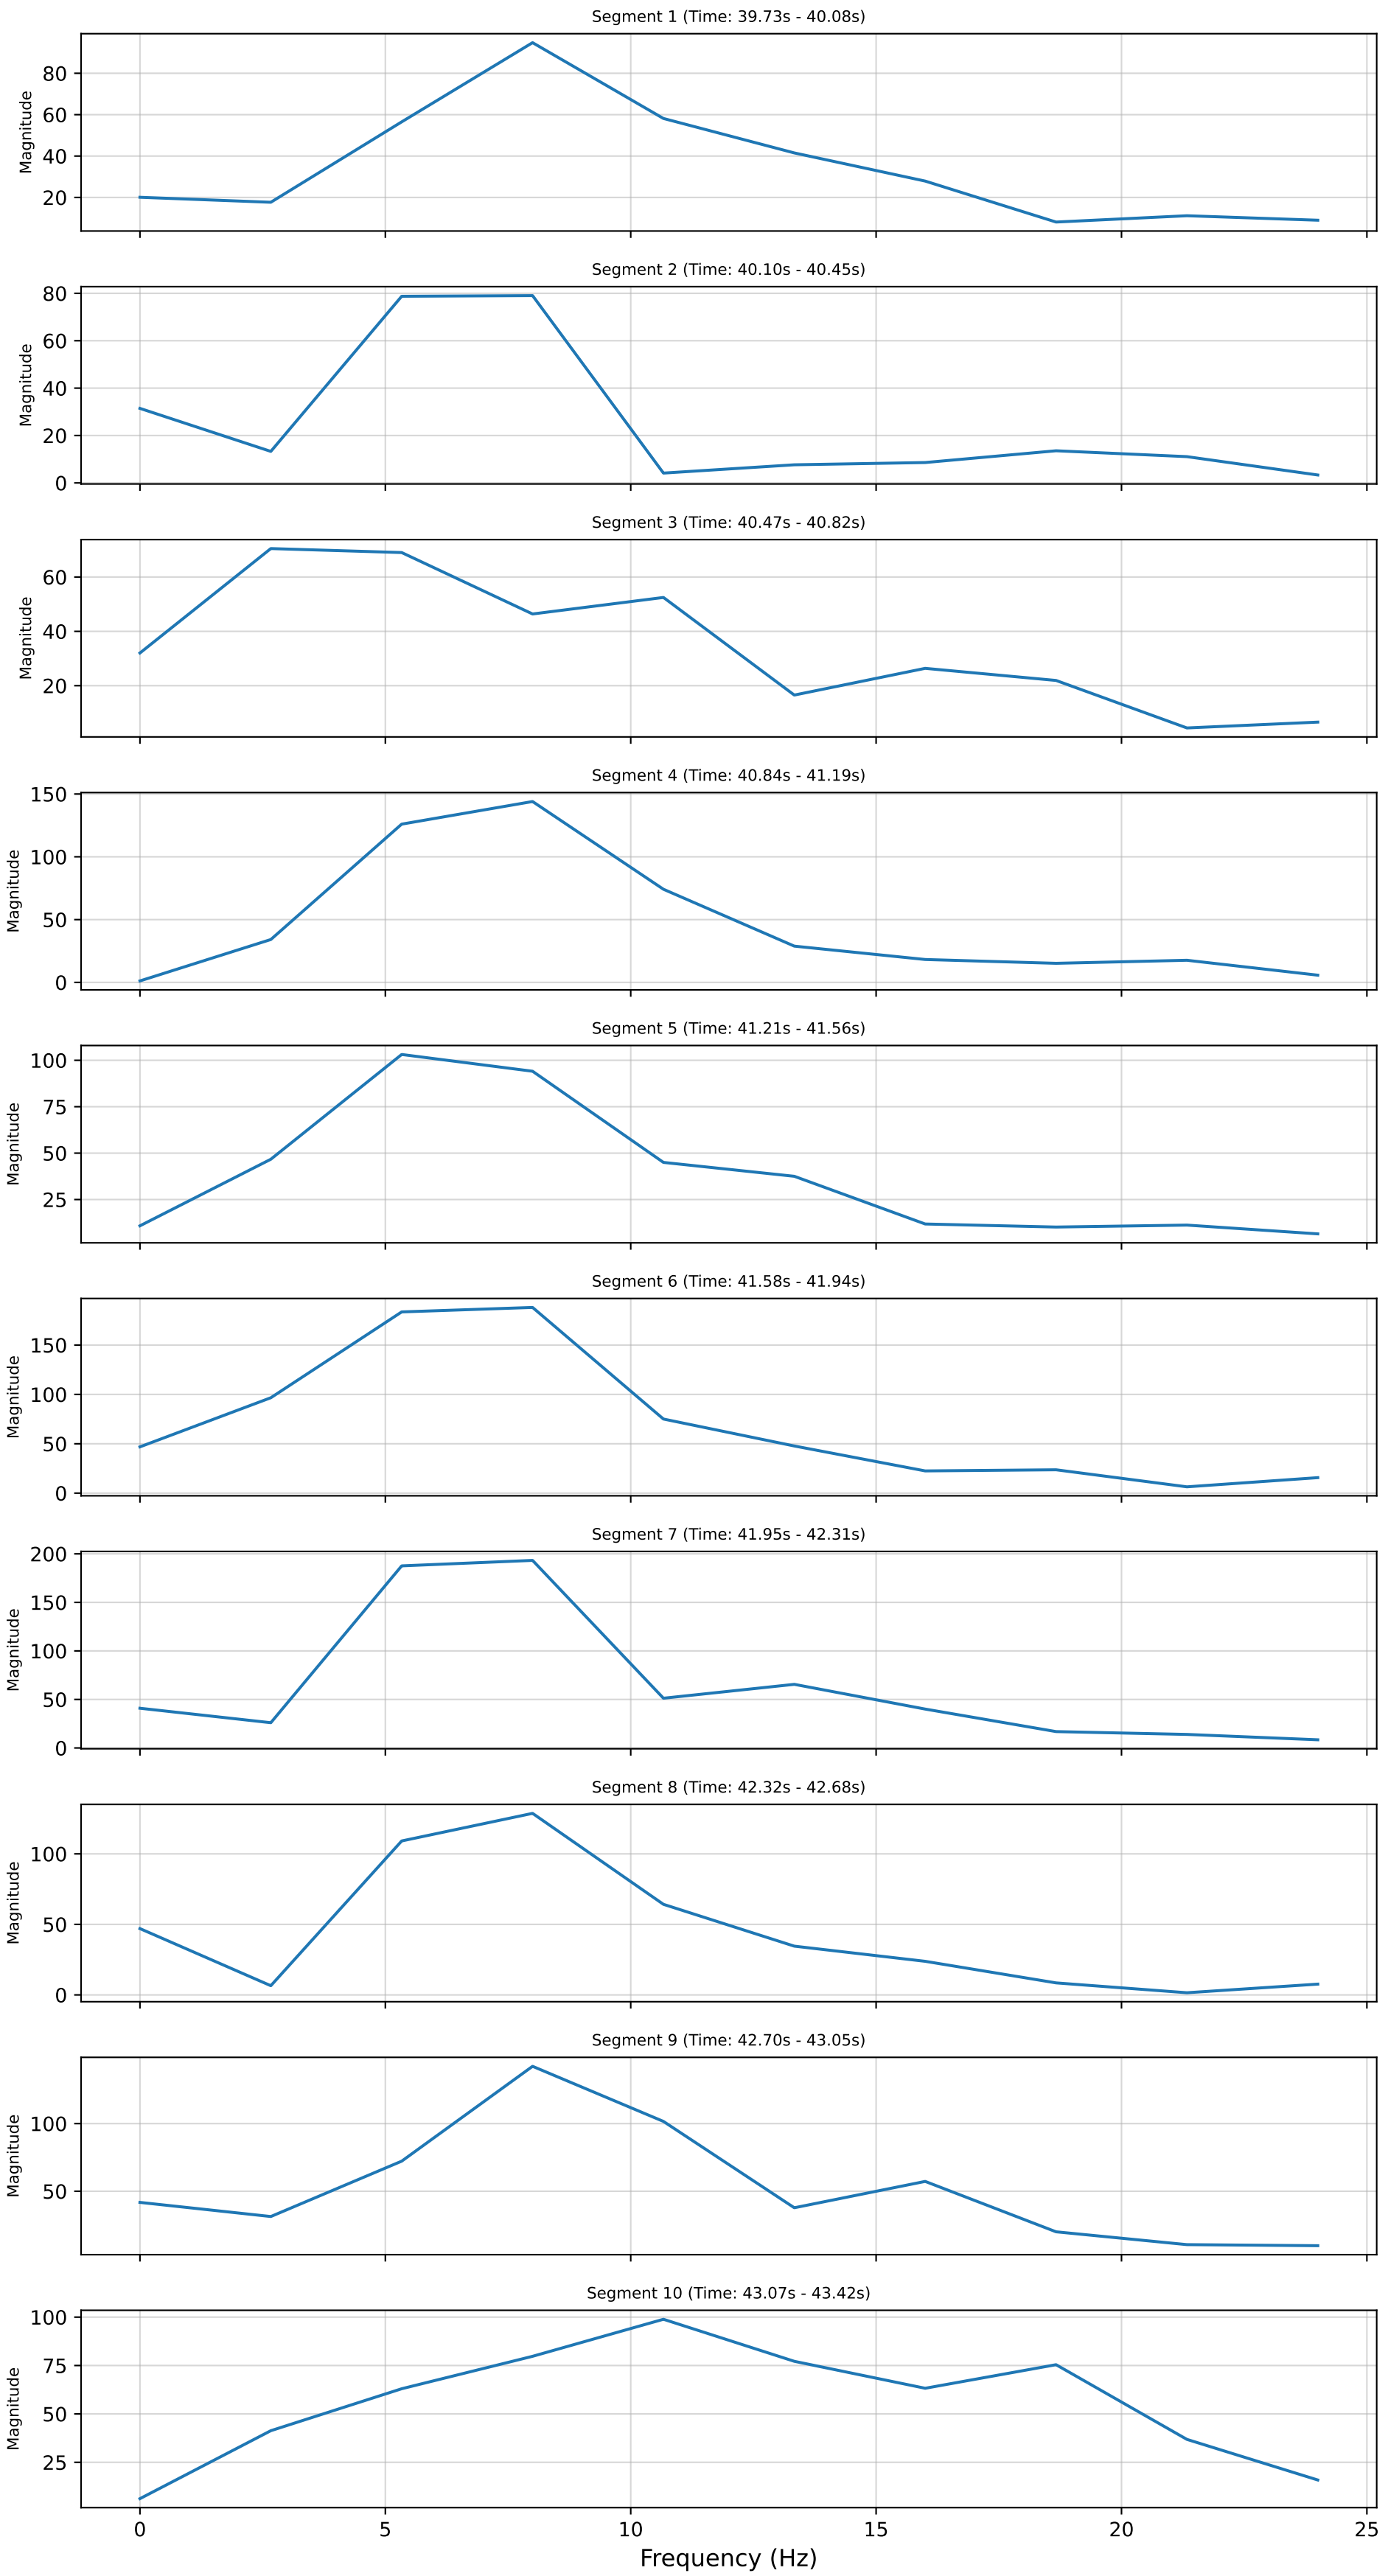 Segment 1 (Time: 39.73s - 40.08s)
Magnitude
80
60
40
20
Segment 2 (Time: 40.10s - 40.45s)
Magnitude
80
60
40
20
0
Segment 3 (Time: 40.47s - 40.82s)
Magnitude
60
40
20
Segment 4 (Time: 40.84s - 41.19s)
Magnitude
150
100
50
0
Segment 5 (Time: 41.21s - 41.56s)
Magnitude
100
75
50
25
Segment 6 (Time: 41.58s - 41.94s)
Magnitude
150
100
50
0
Segment 7 (Time: 41.95s - 42.31s)
Magnitude
200
150
100
50
0
Segment 8 (Time: 42.32s - 42.68s)
Magnitude
100
50
0
Segment 9 (Time: 42.70s - 43.05s)
Magnitude
100
50
Segment 10 (Time: 43.07s - 43.42s)
Magnitude
100
75
50
25
0 5 10 15 20 25
Frequency (Hz)